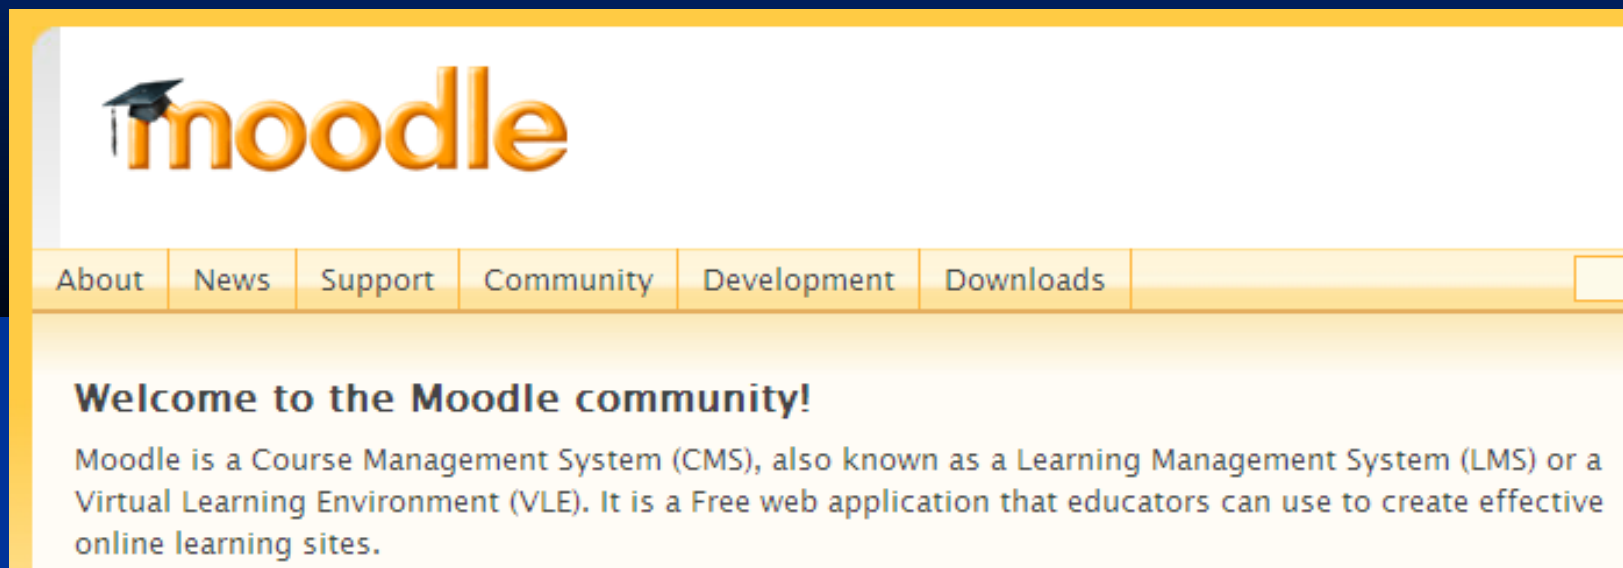 moodle
About News Support Community Development Downloads
Welcome to the Moodle community!
Moodle is a Course Management System (CMS), also known as a Learning Management System (LMS) or a
Virtual Learning Environment (VLE). It is a Free web application that educators can use to create effective
online learning sites.